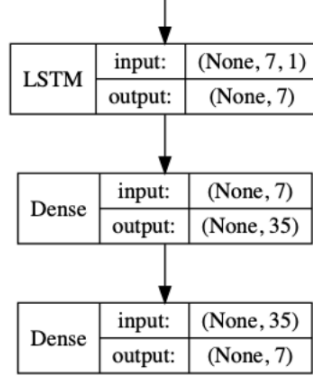 LSTM
input: (None, 7, 1)
output: (None, 7)
Dense
input: (None, 7)
output: (None, 35)
Dense
input: (None, 35)
output: (None, 7)